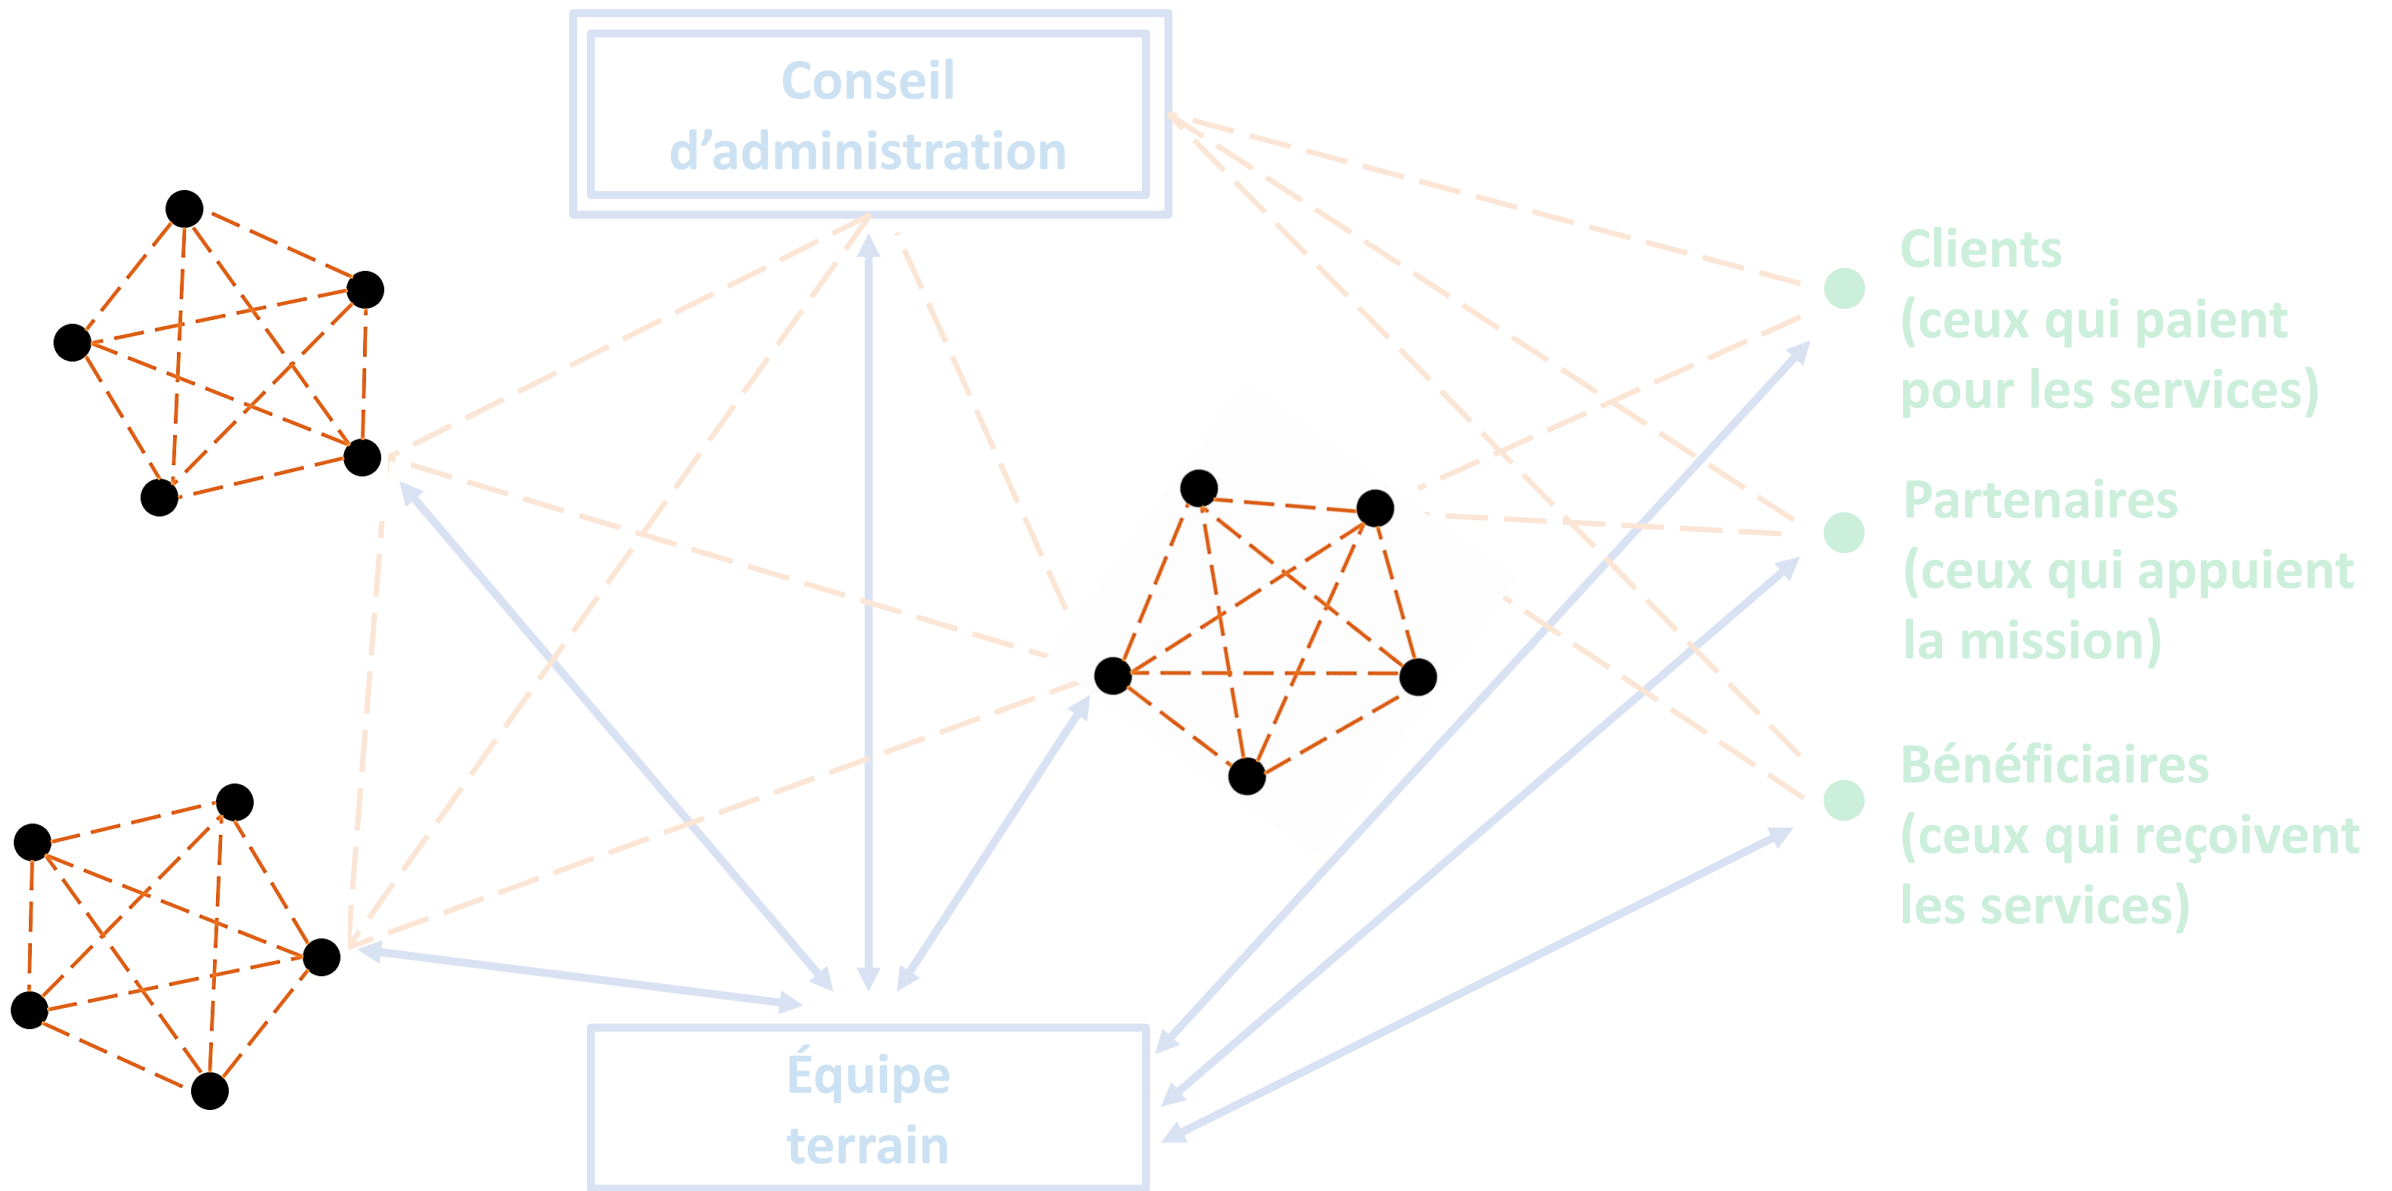 Conseil
d’administration
Clients
(ceux qui paient
pour les services)
Partenaires
(ceux qui appuient
la mission)
Bénéficiaires
(ceux qui reçoivent
les services)
Équipe
terrain